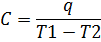 C = q / (T1 − T2)